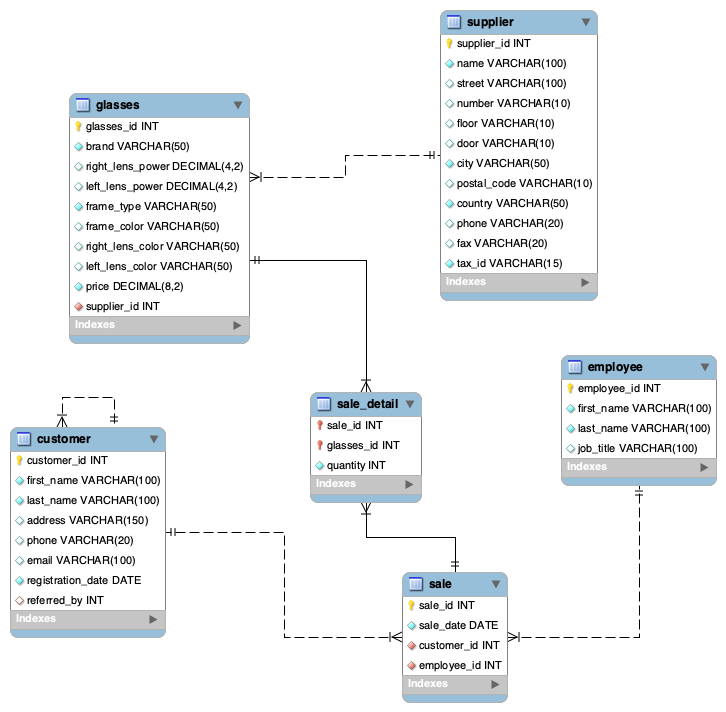 supplier
supplier_id INT
name VARCHAR(100)
street VARCHAR(100)
number VARCHAR(10)
floor VARCHAR(10)
door VARCHAR(10)
city VARCHAR(50)
postal_code VARCHAR(10)
country VARCHAR(50)
phone VARCHAR(20)
fax VARCHAR(20)
tax_id VARCHAR(15)
Indexes
glasses
glasses_id INT
brand VARCHAR(50)
right_lens_power DECIMAL(4,2)
left_lens_power DECIMAL(4,2)
frame_type VARCHAR(50)
frame_color VARCHAR(50)
right_lens_color VARCHAR(50)
left_lens_color VARCHAR(50)
price DECIMAL(8,2)
supplier_id INT
Indexes
employee
employee_id INT
first_name VARCHAR(100)
last_name VARCHAR(100)
job_title VARCHAR(100)
Indexes
sale_detail
sale_id INT
glasses_id INT
quantity INT
Indexes
customer
customer_id INT
first_name VARCHAR(100)
last_name VARCHAR(100)
address VARCHAR(150)
phone VARCHAR(20)
email VARCHAR(100)
registration_date DATE
referred_by INT
Indexes
sale
sale_id INT
sale_date DATE
customer_id INT
employee_id INT
Indexes